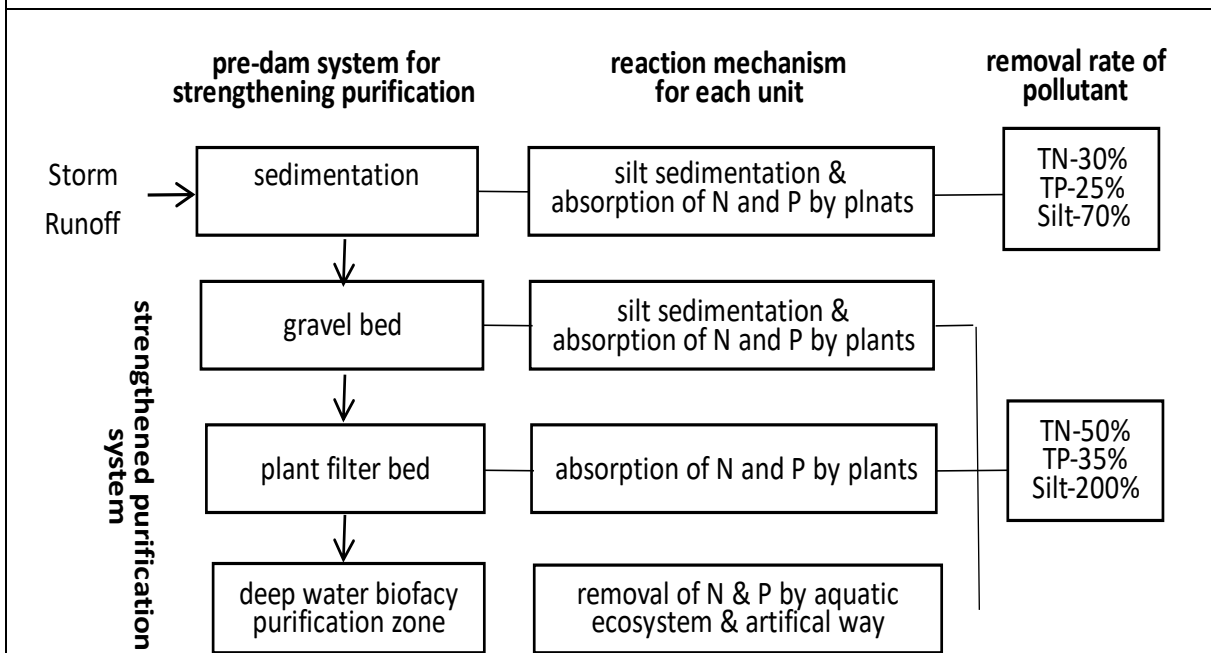 pre-dam system for
strengthening purification
reaction mechanism
for each unit
removal rate of
pollutant
Storm
Runoff
sedimentation
silt sedimentation &
absorption of N and P by plnats
TN-30%
TP-25%
Silt-70%
strengthened purification
system
gravel bed
silt sedimentation &
absorption of N and P by plants
plant filter bed
absorption of N and P by plants
TN-50%
TP-35%
Silt-200%
deep water biofacy
purification zone
removal of N & P by aquatic
ecosystem & artifical way